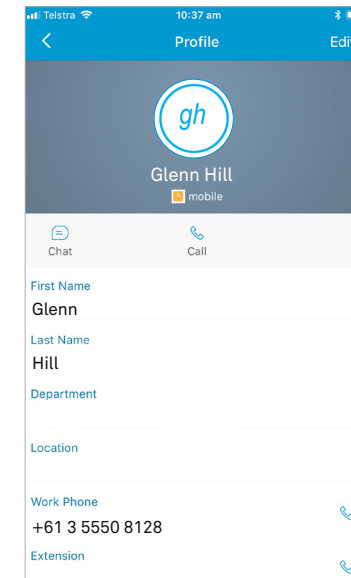 Telstra 10:37 am
Profile Edit
gh
Glenn Hill
mobile
Chat Call
First Name
Glenn
Last Name
Hill
Department
Location
Work Phone
+61 3 5550 8128
Extension